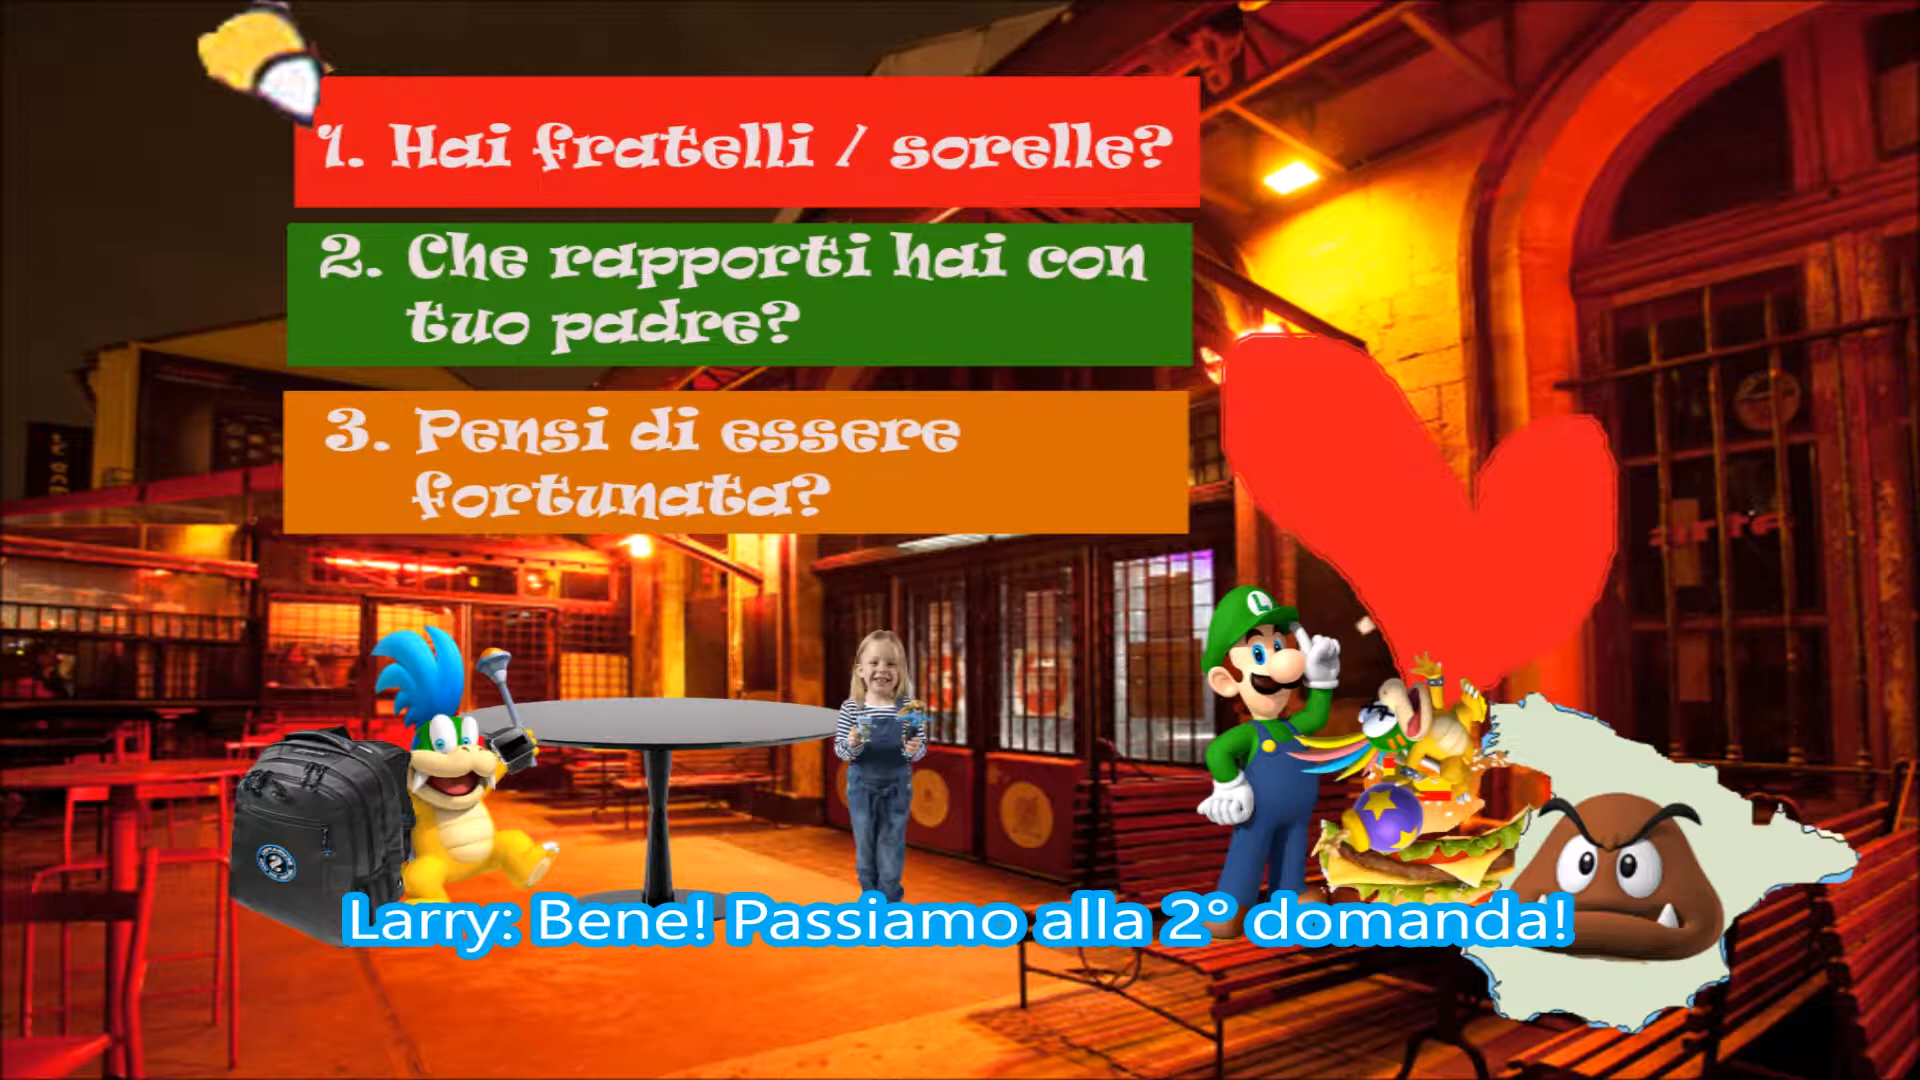 1. Hai fratelli / sorelle?
2. Che rapporti hai con
tuo padre?
3. Pensi di essere
fortunata?
L
Larry: Bene! Passiamo alla 2° domanda!